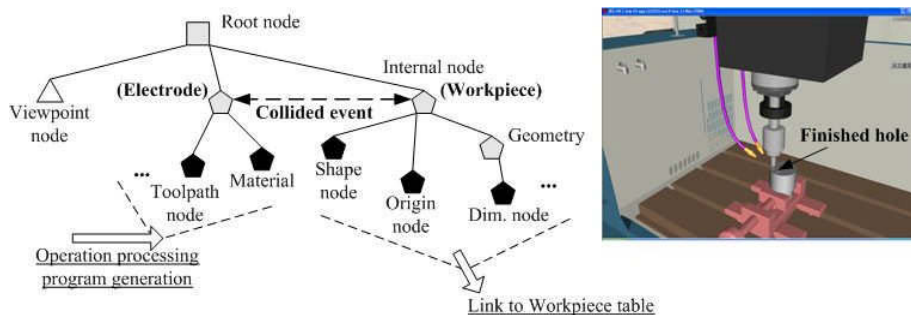 Root node
Internal node
Viewpoint
node
(Electrode)
(Workpiece)
Collided event
Geometry
...
Toolpath
node
Material
Shape
node
Origin
node
Dim. node
...
Operation processing
program generation
Link to Workpiece table
Finished hole